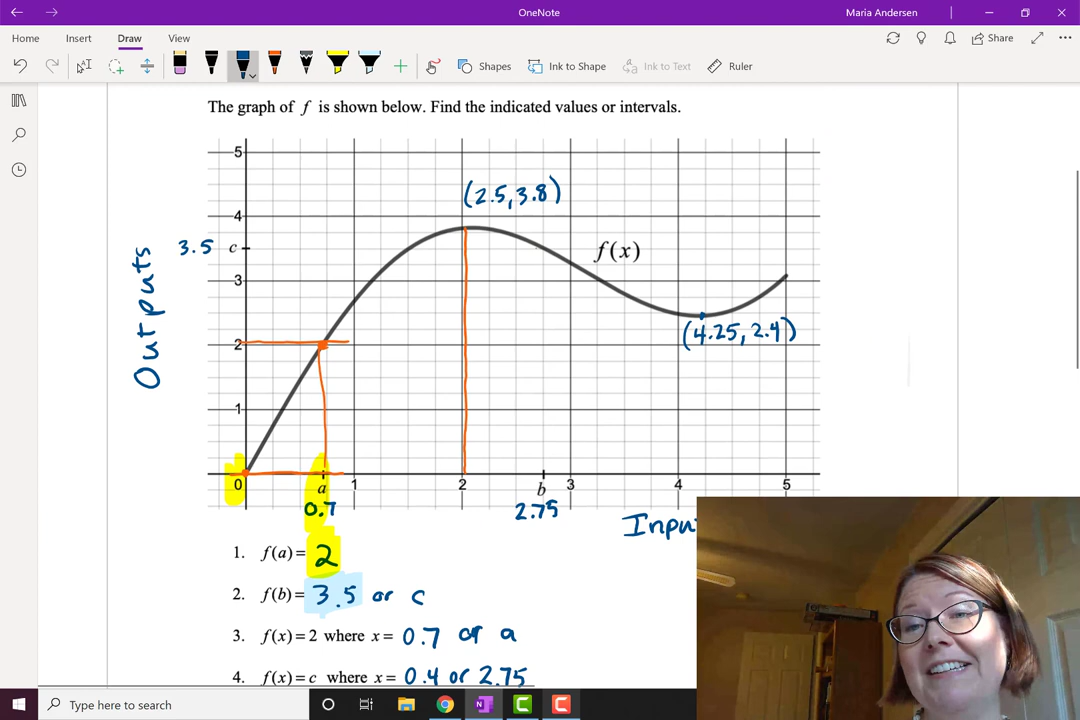 OneNote
Maria Andersen
Home Insert Draw View
Share
Ink to Shape
Shapes
Ink to Text
Ruler
The graph of f is shown below. Find the indicated values or intervals.
5
(2.5, 3.8)
4
3.5 c
f(x)
3
Outputs
(4.25, 2.4)
2
1
0 a 1 2 b 3 4 5
0.7 2.75
Inpu
1. f(a) = 2
2. f(b) = 3.5 or c
3. f(x) = 2 where x = 0.7 or a
4. f(x) = c where x = 0.4 or 2.75
Type here to search